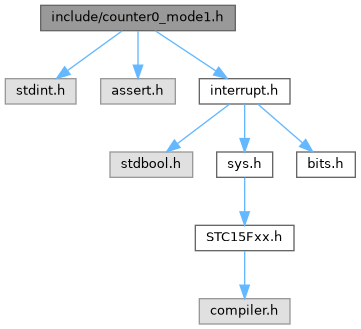 include/counter0_mode1.h
stdint.h
assert.h
interrupt.h
stdbool.h
sys.h
bits.h
STC15Fxx.h
compiler.h